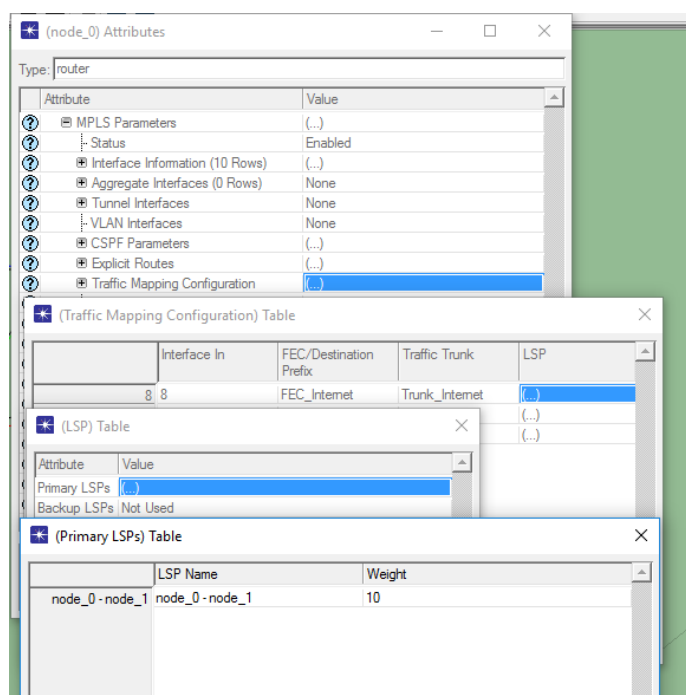 (node_0) Attributes
Type: router
Attribute Value
MPLS Parameters (...)
Status Enabled
Interface Information (10 Rows) (...)
Aggregate Interfaces (0 Rows) None
Tunnel Interfaces None
VLAN Interfaces None
CSPF Parameters (...)
Explicit Routes (...)
Traffic Mapping Configuration (...)
(Traffic Mapping Configuration) Table
Interface In FEC/Destination Prefix Traffic Trunk LSP
8 8 FEC_Internet Trunk_Internet (...)
(...)
(...)
(LSP) Table
Attribute Value
Primary LSPs (...)
Backup LSPs Not Used
(Primary LSPs) Table
LSP Name Weight
node_0 - node_1 node_0 - node_1 10